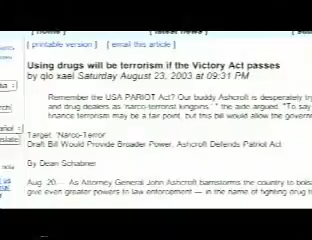 [ home ] [ latest news ]
[ printable version ] [ email this article ]
Using drugs will be terrorism if the Victory Act passes
by qlo xael Saturday August 23, 2003 at 09:31 PM
Remember the USA PARIOT Act? Our buddy Ashcroft is desperately
and drug dealers as 'narco-terrorist kingpins.' " the aide argued. "To say
finance terrorism may be a fair point, but this bill would allow the
Target: 'Narco-Terror'
Draft Bill Would Provide Broader Power, Ashcroft Defends Patriot Act
By Dean Schabner
Aug. 20— As Attorney General John Ashcroft barnstorms the country to
give even greater powers to law enforcement — in the name of fighting drug